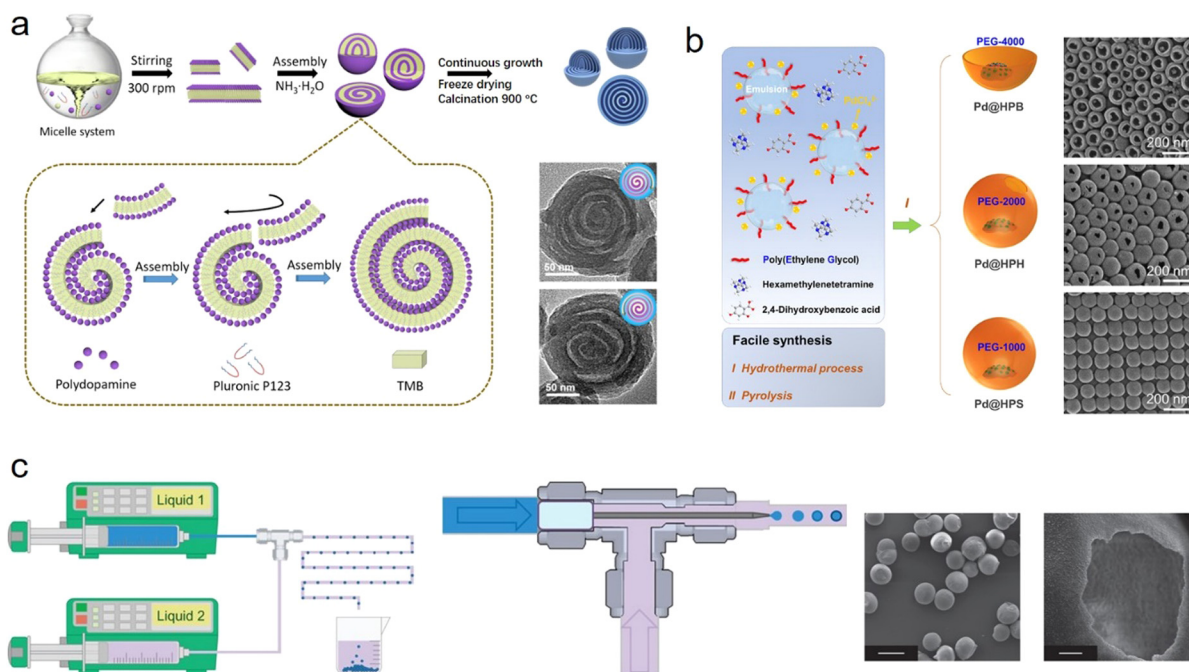 a
Stirring
300 rpm
Assembly
NH₃·H₂O
Continuous growth
Freeze drying
Calcination 900 °C
Micelle system
Assembly
Assembly
Polydopamine
Pluronic P123
TMB
50 nm
50 nm
b
Emulsion
Poly(Ethylene Glycol)
Hexamethylenetetramine
2,4-Dihydroxybenzoic acid
Facile synthesis
I Hydrothermal process
II Pyrolysis
I
PEG-4000
Pd@HPB
PEG-2000
Pd@HPH
PEG-1000
Pd@HPS
200 nm
200 nm
200 nm
c
Liquid 1
Liquid 2